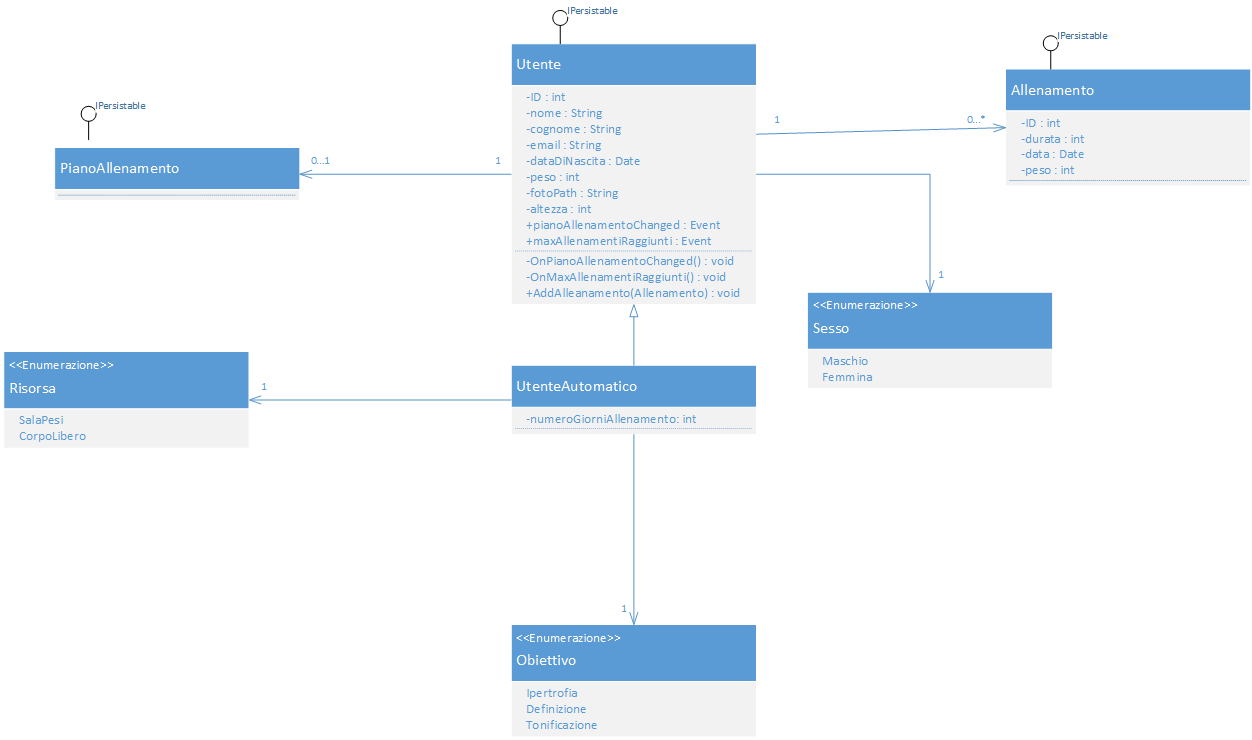 IPersistable
Utente
-ID : int
-nome : String
-cognome : String
-email : String
-dataDiNascita : Date
-peso : int
-fotoPath : String
-altezza : int
+pianoAllenamentoChanged : Event
+maxAllenamentiRaggiunti : Event
-OnPianoAllenamentoChanged() : void
-OnMaxAllenamentiRaggiunti() : void
+AddAlleanamento(Allenamento) : void
IPersistable
Allenamento
-ID : int
-durata : int
-data : Date
-peso : int
1
0...*
IPersistable
PianoAllenamento
0...1
1
1
<<Enumerazione>>
Sesso
Maschio
Femmina
<<Enumerazione>>
Risorsa
SalaPesi
CorpoLibero
1
UtenteAutomatico
-numeroGiorniAllenamento: int
1
<<Enumerazione>>
Obiettivo
Ipertrofia
Definizione
Tonificazione